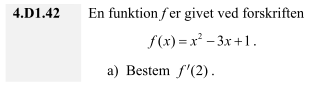 4.D1.42 En funktion f er givet ved forskriften
f(x) = x² − 3x + 1.
a) Bestem f′(2).